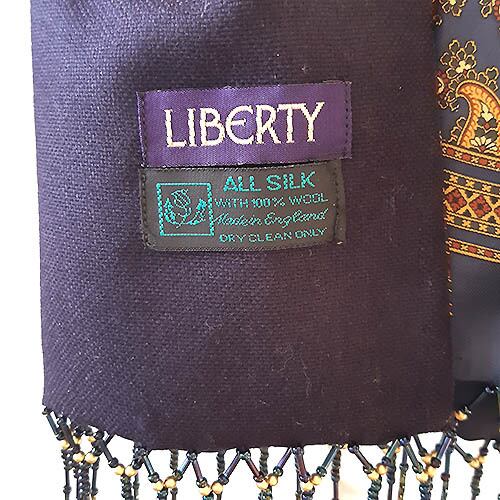 LIBERTY
ALL SILK
WITH 100% WOOL
Made in England
DRY CLEAN ONLY